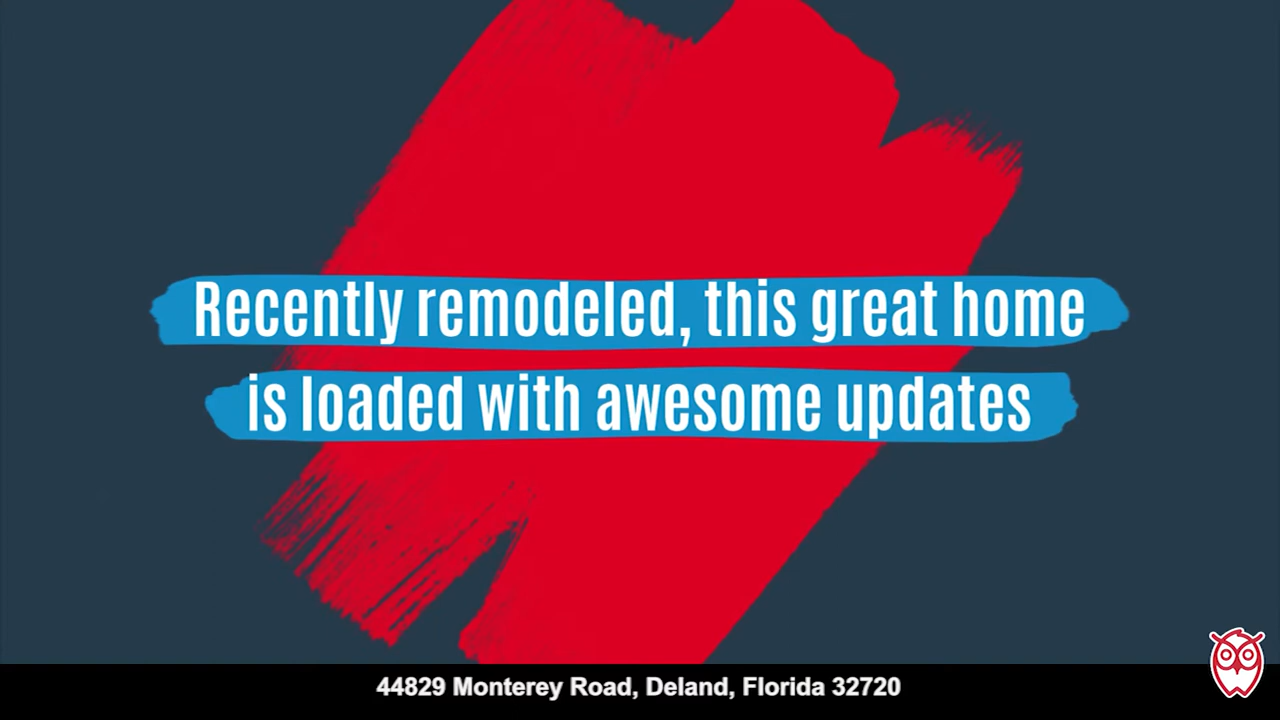 Recently remodeled, this great home
is loaded with awesome updates
44829 Monterey Road, Deland, Florida 32720